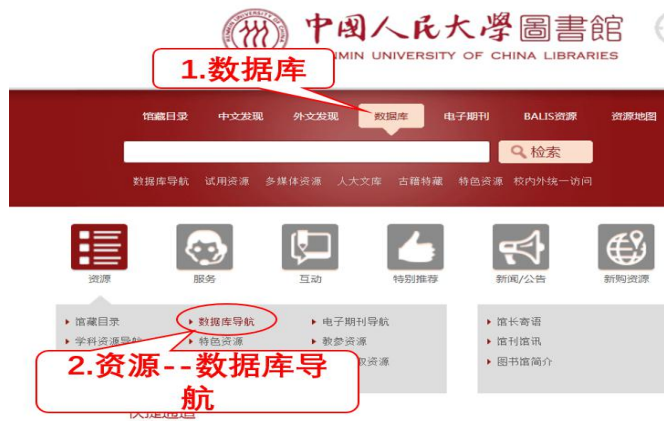 中国人民大学圖書館
MIN UNIVERSITY OF CHINA LIBRARIES
1.数据库
馆藏目录 中文发现 外文发现 数据库 电子期刊 BALIS资源 资源地图
检索
数据库导航 试用资源 多媒体资源 人大文库 古籍特藏 特色资源 校内外统一访问
资源 服务 互动 特别推荐 新闻/公告 新购资源
馆藏目录 数据库导航 电子期刊导航 馆长寄语
学科资源导航 特色资源 教参资源 馆刊馆讯
2.资源--数据库导
航
取资源 图书馆简介
快捷通道